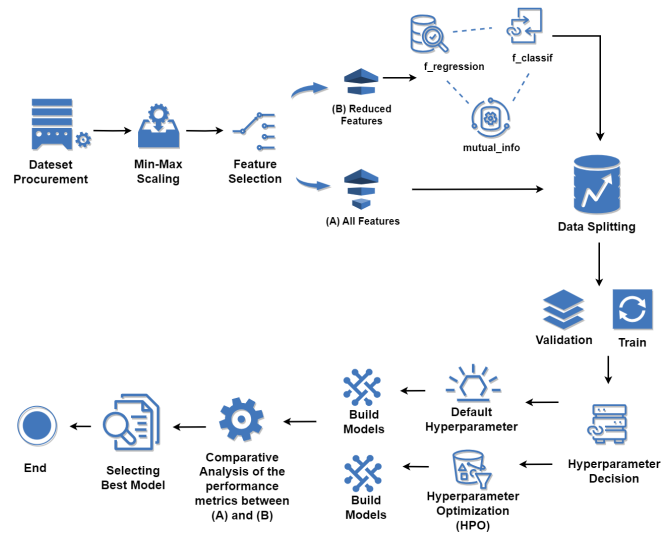 Dateset
Procurement
Min-Max
Scaling
Feature
Selection
(B) Reduced
Features
f_regression
f_classif
mutual_info
(A) All Features
Data Splitting
Validation
Train
Hyperparameter
Decision
Default
Hyperparameter
Build
Models
Hyperparameter
Optimization
(HPO)
Build
Models
Comparative
Analysis of the
performance
metrics between
(A) and (B)
Selecting
Best Model
End